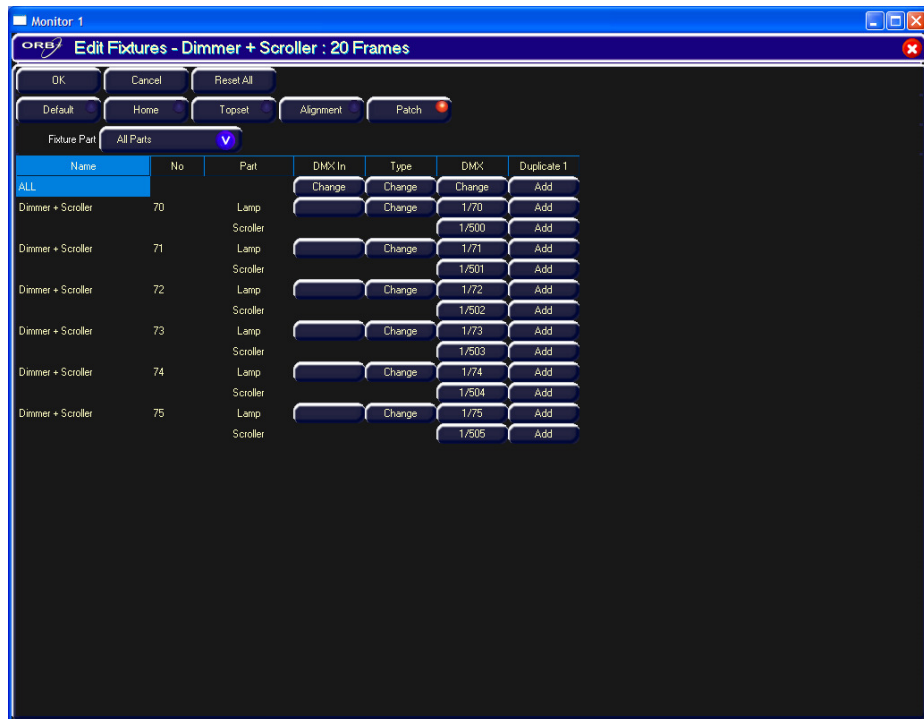 Monitor 1
ORB Edit Fixtures - Dimmer + Scroller : 20 Frames
OK Cancel Reset All
Default Home Topset Alignment Patch
Fixture Part All Parts V
Name No Part DMX In Type DMX Duplicate 1
ALL Change Change Change Add
Dimmer + Scroller 70 Lamp Change 1/70 Add
Scroller 1/500 Add
Dimmer + Scroller 71 Lamp Change 1/71 Add
Scroller 1/501 Add
Dimmer + Scroller 72 Lamp Change 1/72 Add
Scroller 1/502 Add
Dimmer + Scroller 73 Lamp Change 1/73 Add
Scroller 1/503 Add
Dimmer + Scroller 74 Lamp Change 1/74 Add
Scroller 1/504 Add
Dimmer + Scroller 75 Lamp Change 1/75 Add
Scroller 1/505 Add